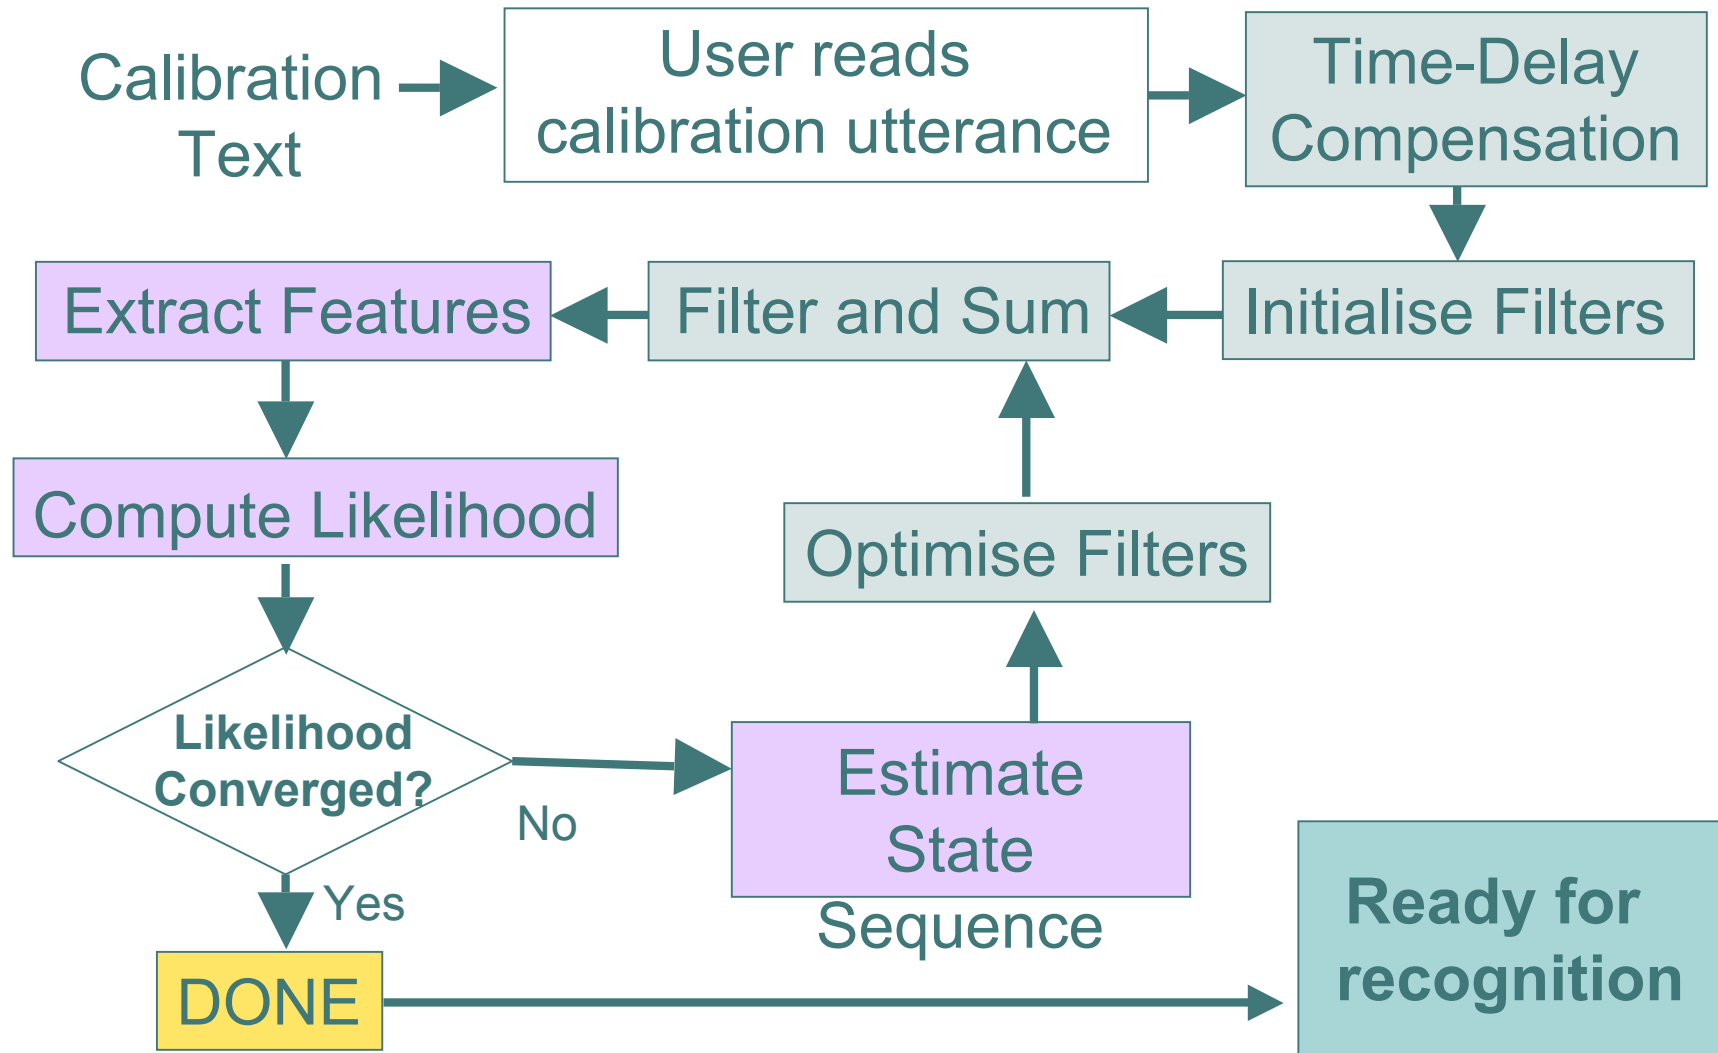 Calibration
Text
User reads
calibration utterance
Time-Delay
Compensation
Extract Features
Filter and Sum
Initialise Filters
Compute Likelihood
Optimise Filters
Likelihood
Converged?
No
Yes
Estimate
State
Sequence
DONE
Ready for
recognition